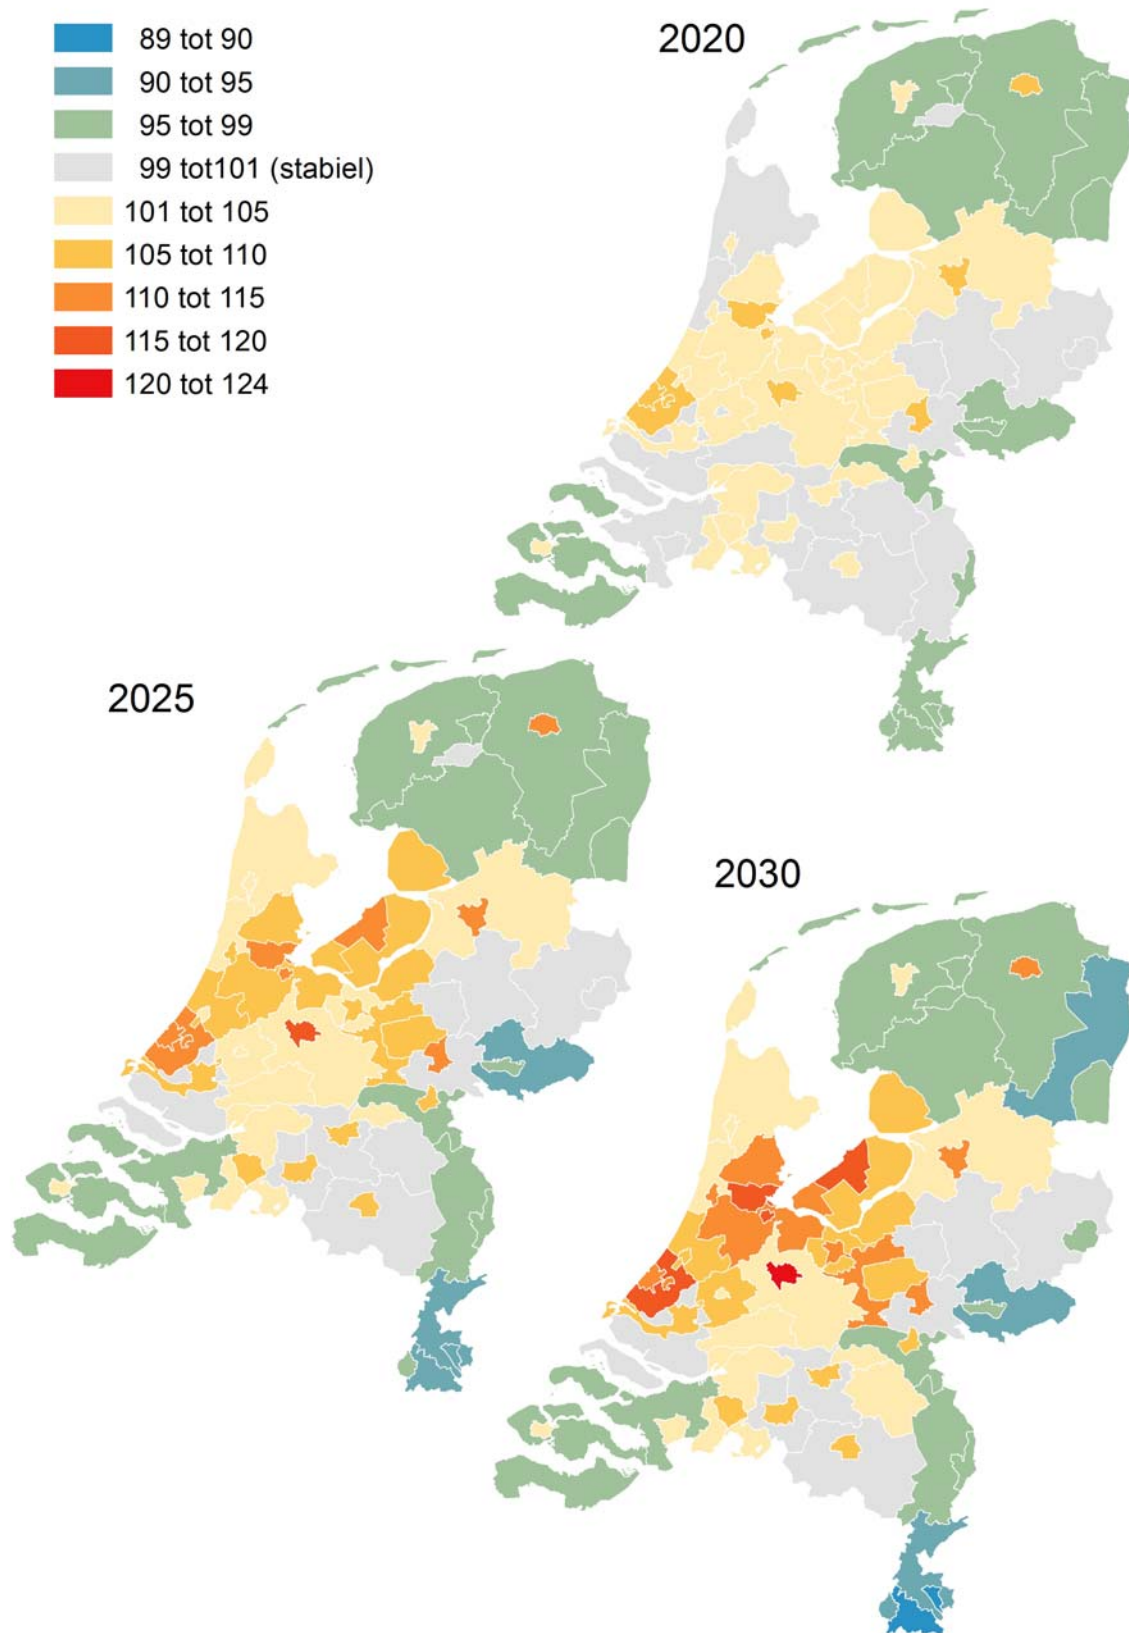 89 tot 90
90 tot 95
95 tot 99
99 tot101 (stabiel)
101 tot 105
105 tot 110
110 tot 115
115 tot 120
120 tot 124
2020
2025
2030